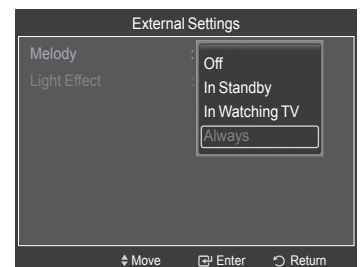 External Settings
Melody :
Off
Light Effect :
In Standby
In Watching TV
Always
Move Enter Return